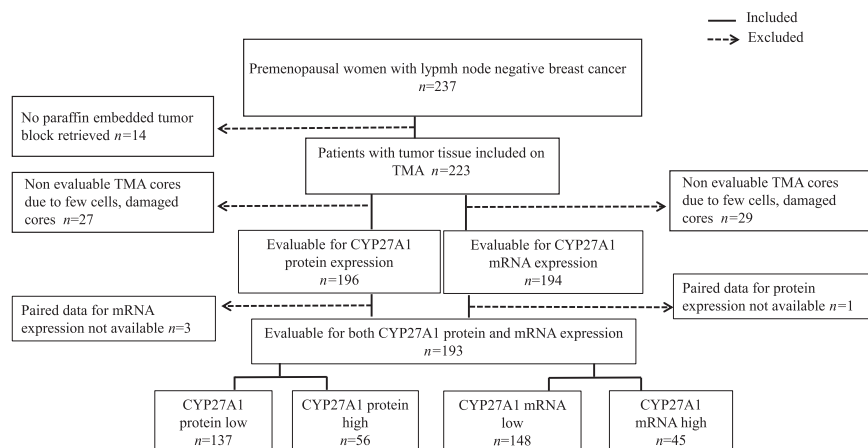 Included
Excluded
Premenopausal women with lypmh node negative breast cancer
n=237
No paraffin embedded tumor
block retrieved n=14
Patients with tumor tissue included on
TMA n=223
Non evaluable TMA cores
due to few cells, damaged
cores n=27
Non evaluable TMA cores
due to few cells, damaged
cores n=29
Evaluable for CYP27A1
protein expression
n=196
Evaluable for CYP27A1
mRNA expression
n=194
Paired data for mRNA
expression not available n=3
Paired data for protein
expression not available n=1
Evaluable for both CYP27A1 protein and mRNA expression
n=193
CYP27A1
protein low
n=137
CYP27A1 protein
high
n=56
CYP27A1 mRNA
low
n=148
CYP27A1
mRNA high
n=45